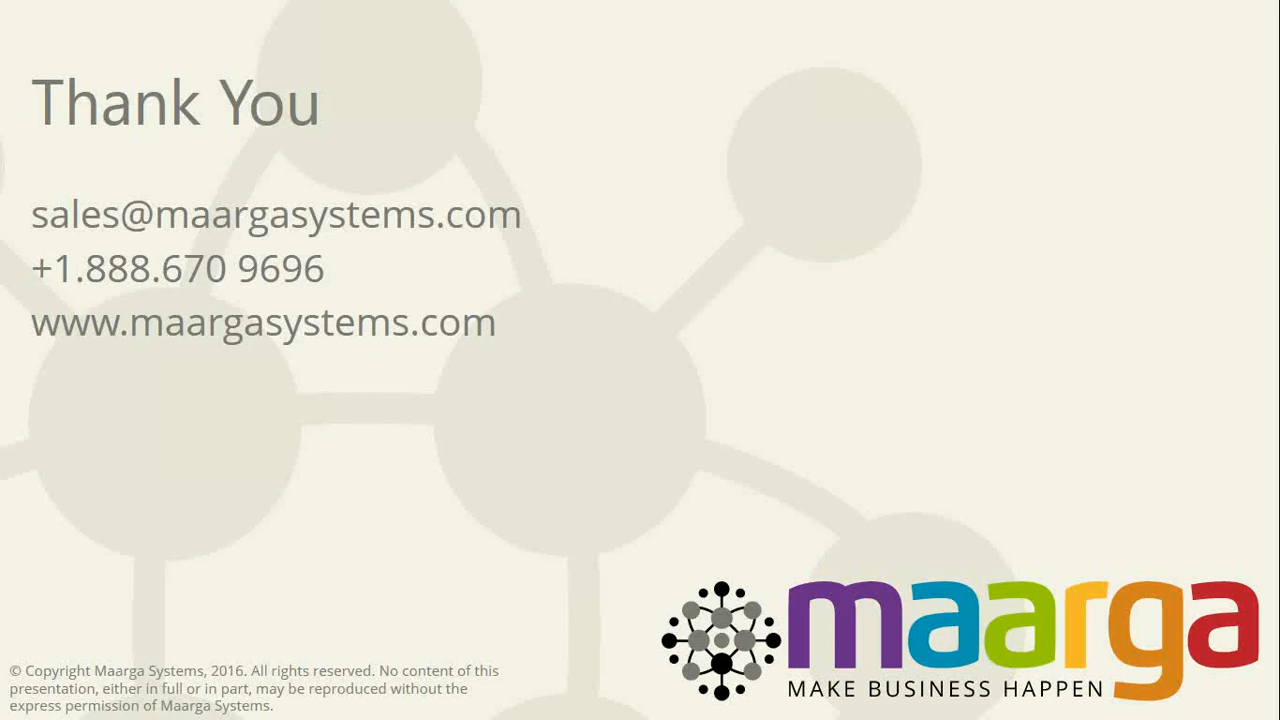 Thank You
sales@maargasystems.com
+1.888.670 9696
www.maargasystems.com
maarga
MAKE BUSINESS HAPPEN
© Copyright Maarga Systems, 2016. All rights reserved. No content of this
presentation, either in full or in part, may be reproduced without the
express permission of Maarga Systems.